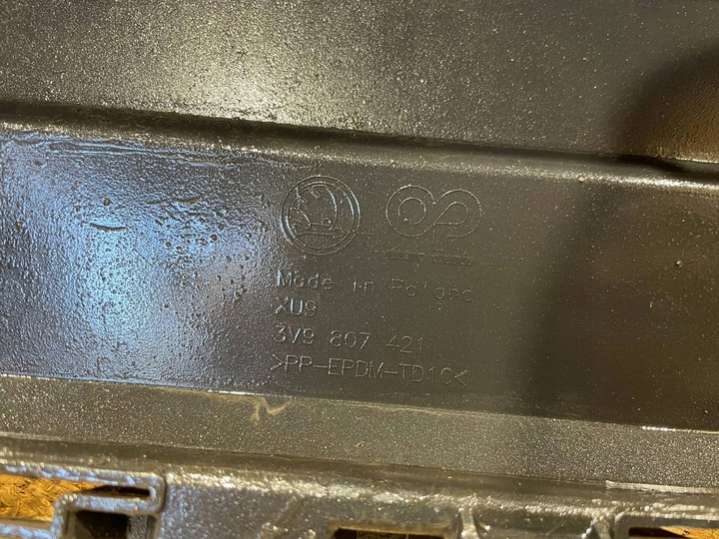 Made in Poland
XU9
3V9 807 421
>PP-EPDM-TD10<